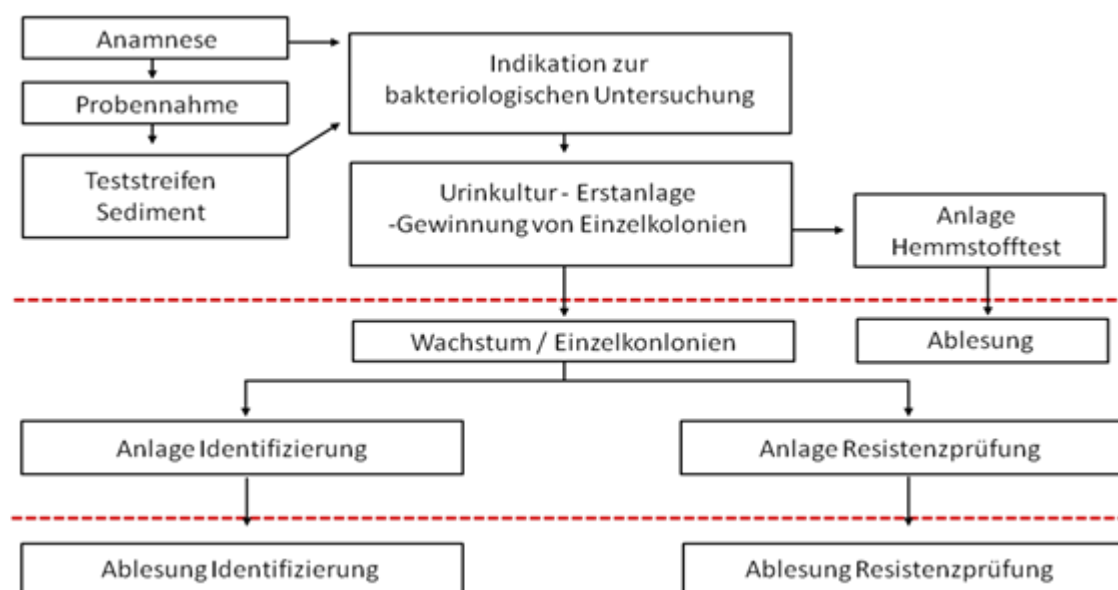 Anamnese
Probennahme
Teststreifen
Sediment
Indikation zur
bakteriologischen Untersuchung
Urinkultur - Erstanlage
-Gewinnung von Einzelkolonien
Anlage
Hemmstofftest
Wachstum / Einzelkonlonien
Ablesung
Anlage Identifizierung
Anlage Resistenzprüfung
Ablesung Identifizierung
Ablesung Resistenzprüfung